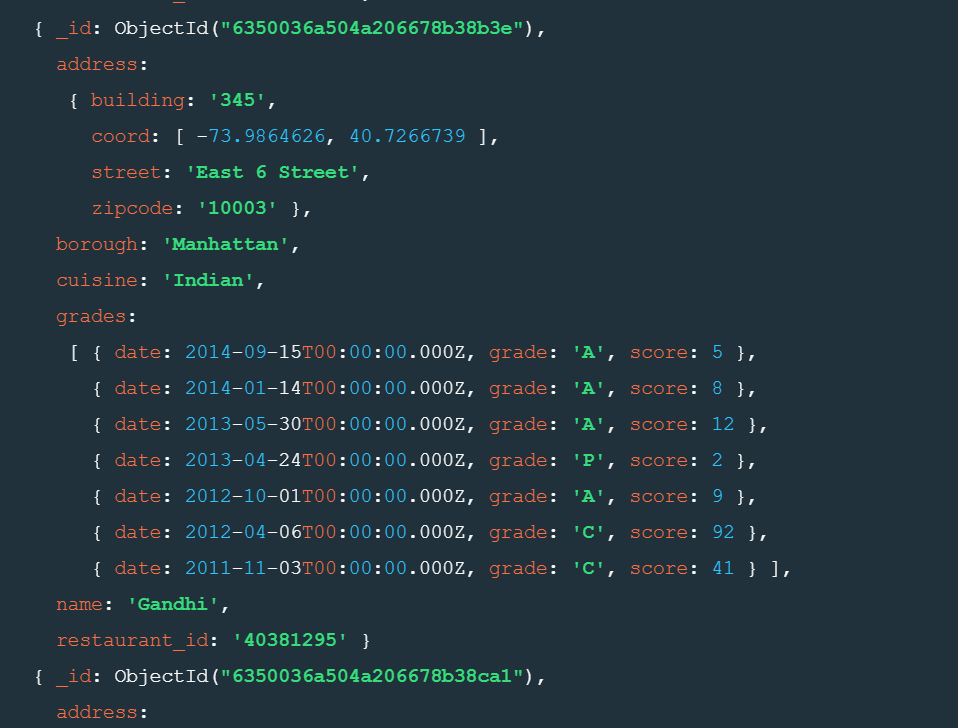 { _id: ObjectId("6350036a504a206678b38b3e"),
address:
{ building: '345',
coord: [ -73.9864626, 40.7266739 ],
street: 'East 6 Street',
zipcode: '10003' },
borough: 'Manhattan',
cuisine: 'Indian',
grades:
[ { date: 2014-09-15T00:00:00.000Z, grade: 'A', score: 5 },
{ date: 2014-01-14T00:00:00.000Z, grade: 'A', score: 8 },
{ date: 2013-05-30T00:00:00.000Z, grade: 'A', score: 12 },
{ date: 2013-04-24T00:00:00.000Z, grade: 'P', score: 2 },
{ date: 2012-10-01T00:00:00.000Z, grade: 'A', score: 9 },
{ date: 2012-04-06T00:00:00.000Z, grade: 'C', score: 92 },
{ date: 2011-11-03T00:00:00.000Z, grade: 'C', score: 41 } ],
name: 'Gandhi',
restaurant_id: '40381295' }
{ _id: ObjectId("6350036a504a206678b38ca1"),
address: